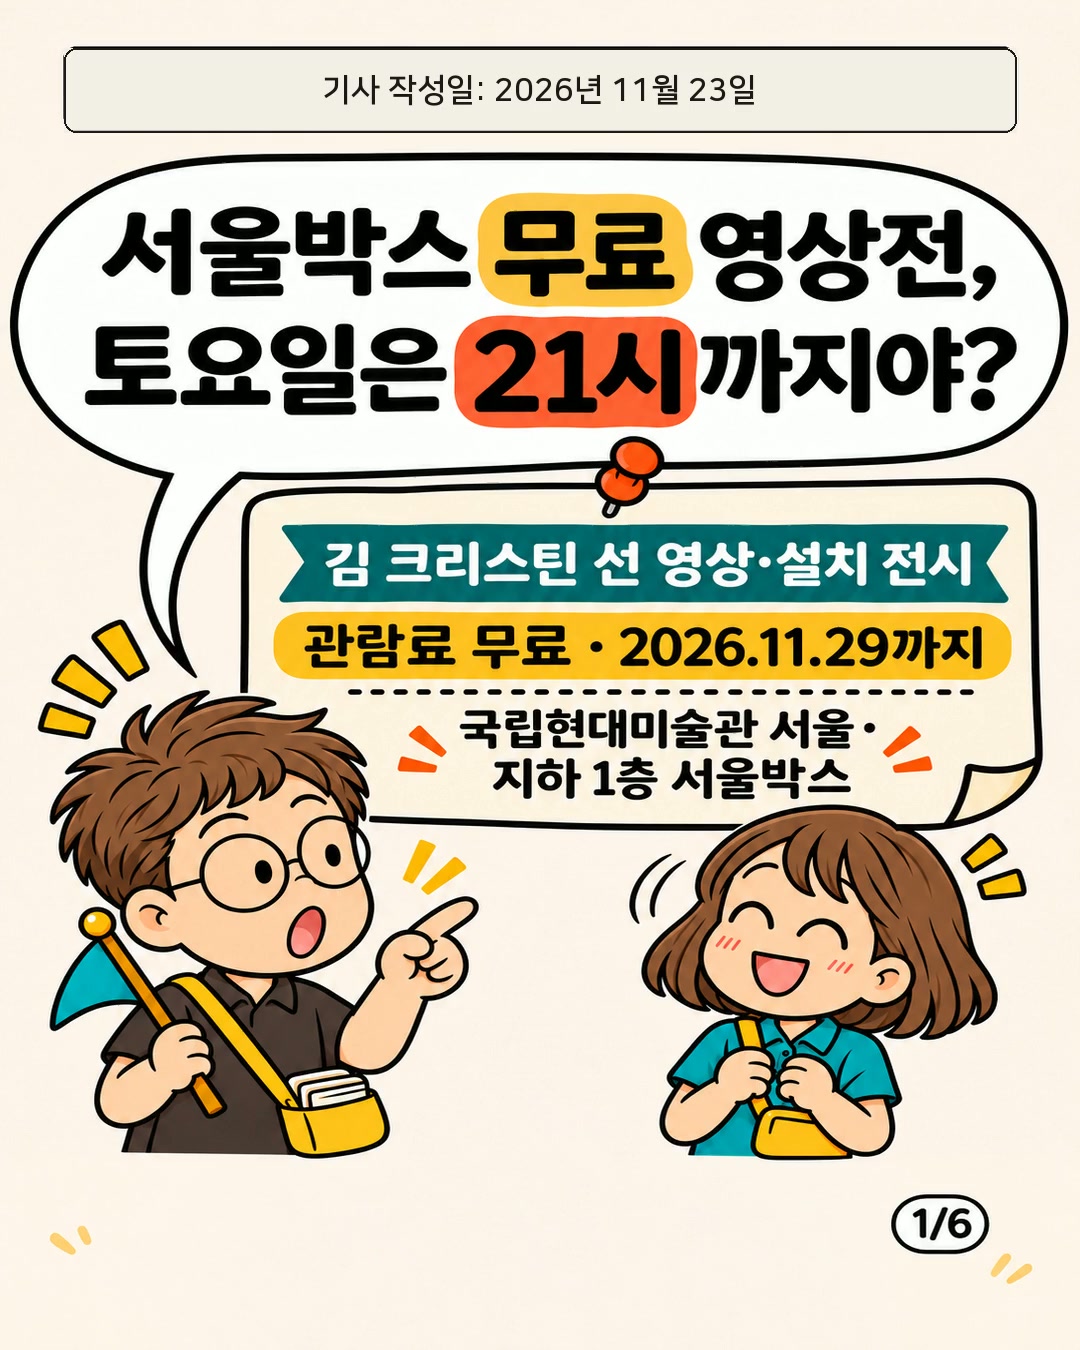 기사 작성일: 2026년 11월 23일
서울박스 무료 영상전,
토요일은 21시까지야?
김 크리스틴 선 영상·설치 전시
관람료 무료 · 2026.11.29까지
국립현대미술관 서울·
지하 1층 서울박스
1/6